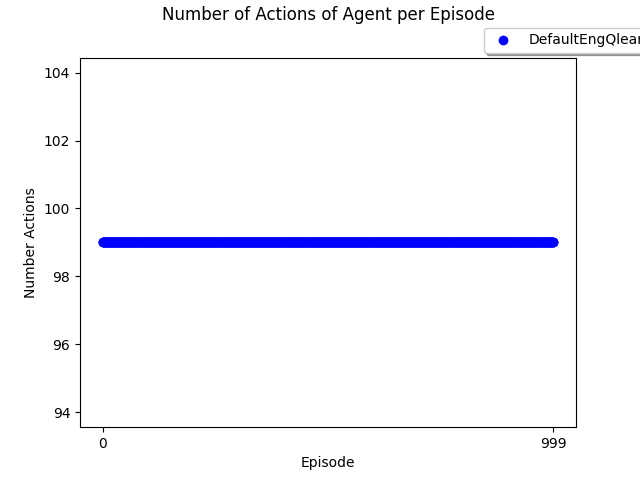 Number of Actions of Agent per Episode
DefaultEngQlear
104
102
100
98
96
94
Number Actions
0
999
Episode